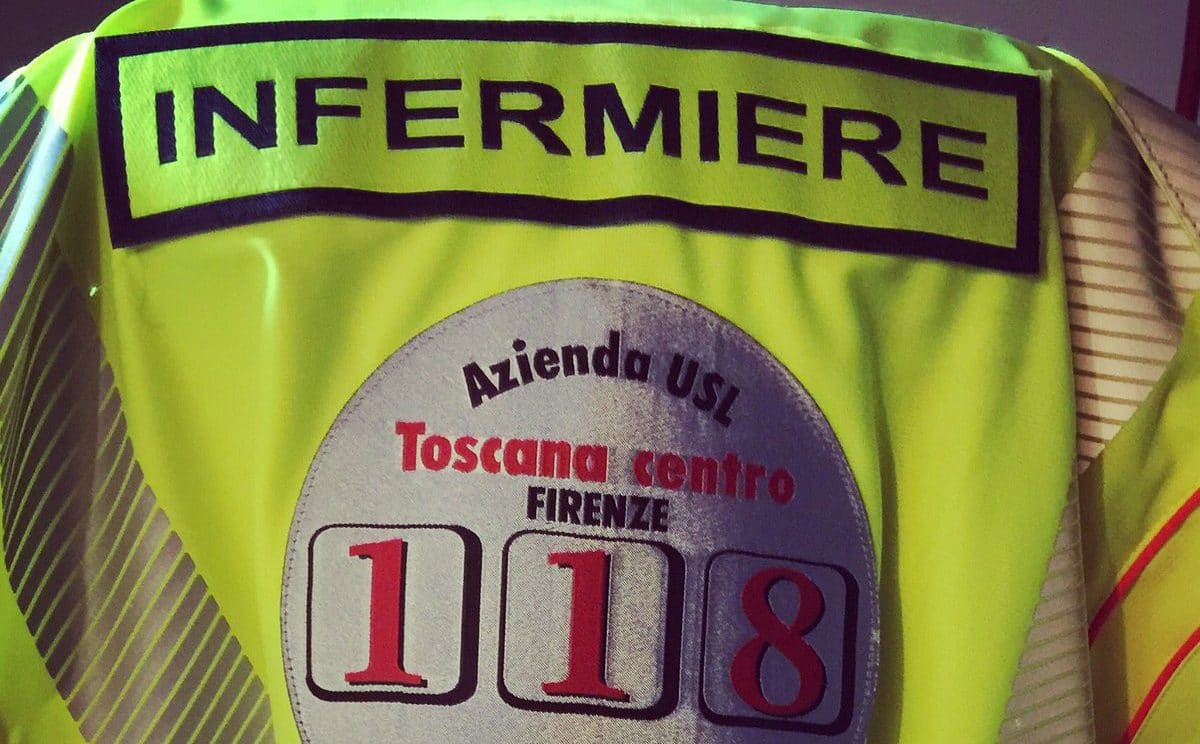 INFERMIERE
Azienda USL
Toscana centro
FIRENZE
118